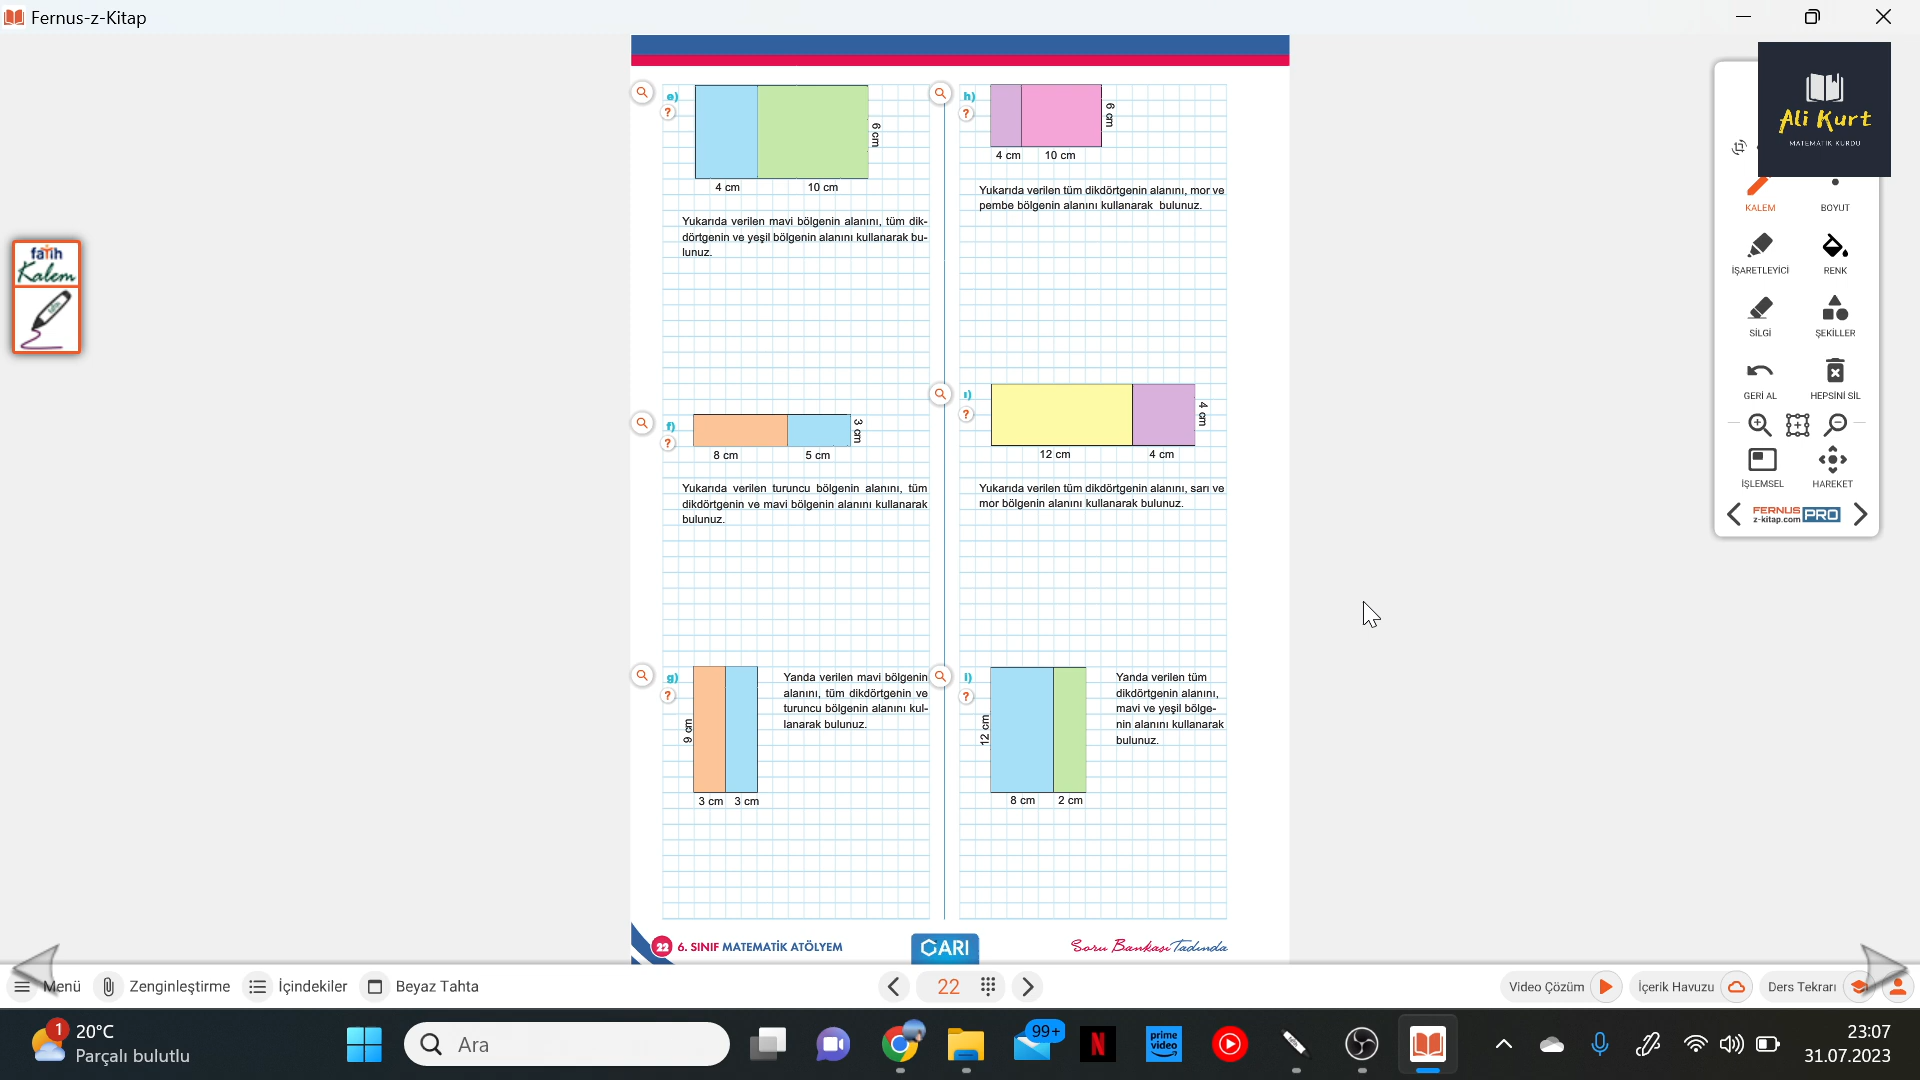 Fernus-z-Kitap
Ali Kurt
MATEMATİK KURDU
fatih
Kalem
KALEM
BOYUT
İŞARETLEYİCİ
RENK
SİLGİ
ŞEKİLLER
GERİ AL
HEPSİNİ SİL
İŞLEMSEL
HAREKET
FERNUS
z-kitap.com PRO
e)
?
6 cm
4 cm 10 cm
Yukarıda verilen mavi bölgenin alanını, tüm dik-
dörtgenin ve yeşil bölgenin alanını kullanarak bu-
lunuz.
f)
?
3 cm
8 cm 5 cm
Yukarıda verilen turuncu bölgenin alanını, tüm
dikdörtgenin ve mavi bölgenin alanını kullanarak
bulunuz.
g)
?
9 cm
3 cm 3 cm
Yanda verilen mavi bölgenin
alanını, tüm dikdörtgenin ve
turuncu bölgenin alanını kul-
lanarak bulunuz.
h)
?
6 cm
4 cm 10 cm
Yukarıda verilen tüm dikdörtgenin alanını, mor ve
pembe bölgenin alanını kullanarak bulunuz.
ı)
?
4 cm
12 cm 4 cm
Yukarıda verilen tüm dikdörtgenin alanını, sarı ve
mor bölgenin alanını kullanarak bulunuz.
i)
?
12 cm
8 cm 2 cm
Yanda verilen tüm
dikdörtgenin alanını,
mavi ve yeşil bölge-
nin alanını kullanarak
bulunuz.
22 6. SINIF MATEMATİK ATÖLYEM
ARI
Soru Bankası Tadında
Menü Zenginleştirme İçindekiler Beyaz Tahta
22
Video Çözüm İçerik Havuzu Ders Tekrarı
1
20°C
Parçalı bulutlu
Ara
99+
N
prime
video
23:07
31.07.2023